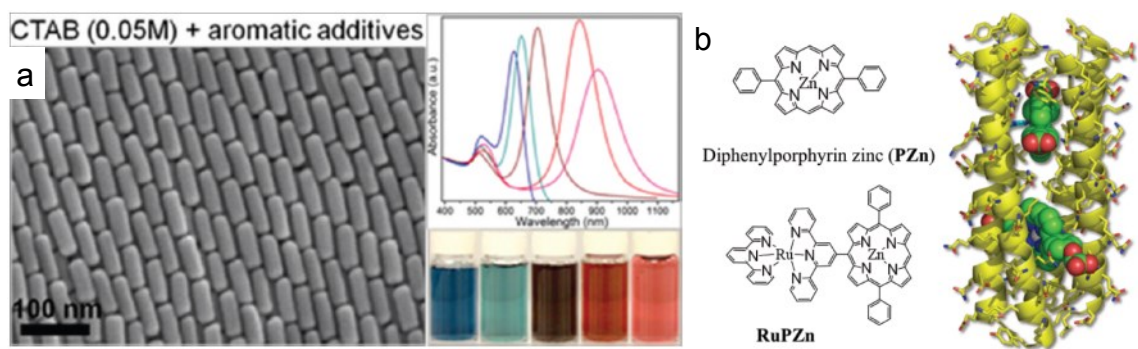 CTAB (0.05M) + aromatic additives
a
100 nm
Absorbance (a.u.)
400 500 600 700 800 900 1000 1100
Wavelength (nm)
b
N N
Zn
N N
Diphenylporphyrin zinc (PZn)
N N
N Ru N
N N
N N
Zn
N N
RuPZn